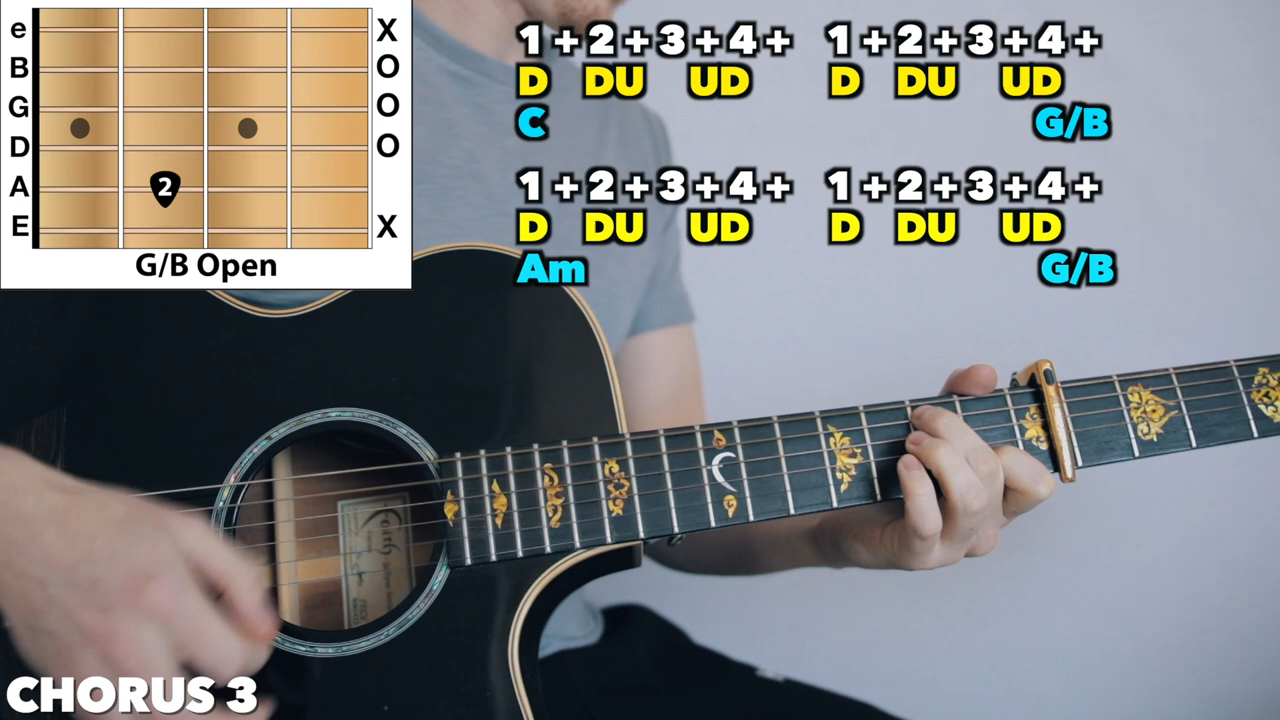 e X
B O
G O
D O
A 2
E X
G/B Open
1 + 2 + 3 + 4 + 1 + 2 + 3 + 4 +
D DU UD D DU UD
C G/B
1 + 2 + 3 + 4 + 1 + 2 + 3 + 4 +
D DU UD D DU UD
Am G/B
Faith
CHORUS 3